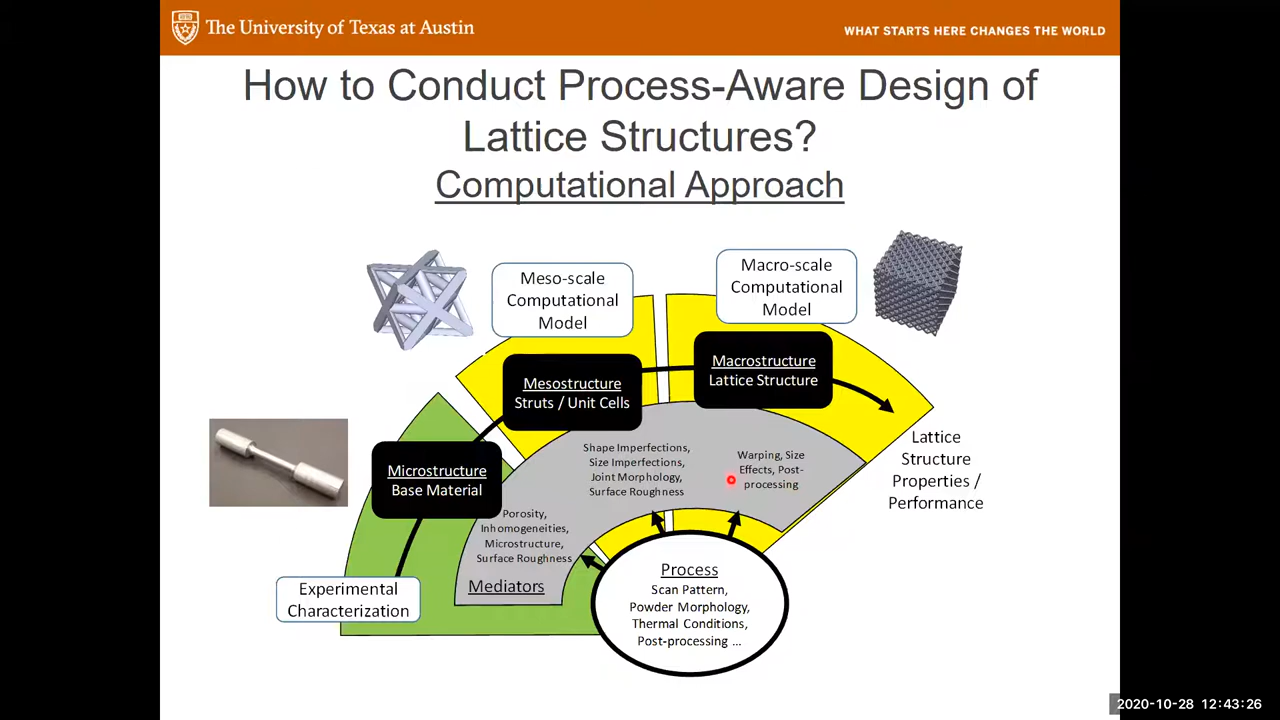 The University of Texas at Austin
WHAT STARTS HERE CHANGES THE WORLD
How to Conduct Process-Aware Design of
Lattice Structures?
Computational Approach
Meso-scale
Computational
Model
Macro-scale
Computational
Model
Mesostructure
Struts / Unit Cells
Macrostructure
Lattice Structure
Microstructure
Base Material
Shape Imperfections,
Size Imperfections,
Joint Morphology,
Surface Roughness
Warping, Size
Effects, Post-
processing
Lattice
Structure
Properties /
Performance
Porosity,
Inhomogeneities,
Microstructure,
Surface Roughness
Mediators
Experimental
Characterization
Process
Scan Pattern,
Powder Morphology,
Thermal Conditions,
Post-processing ...
2020-10-28 12:43:26